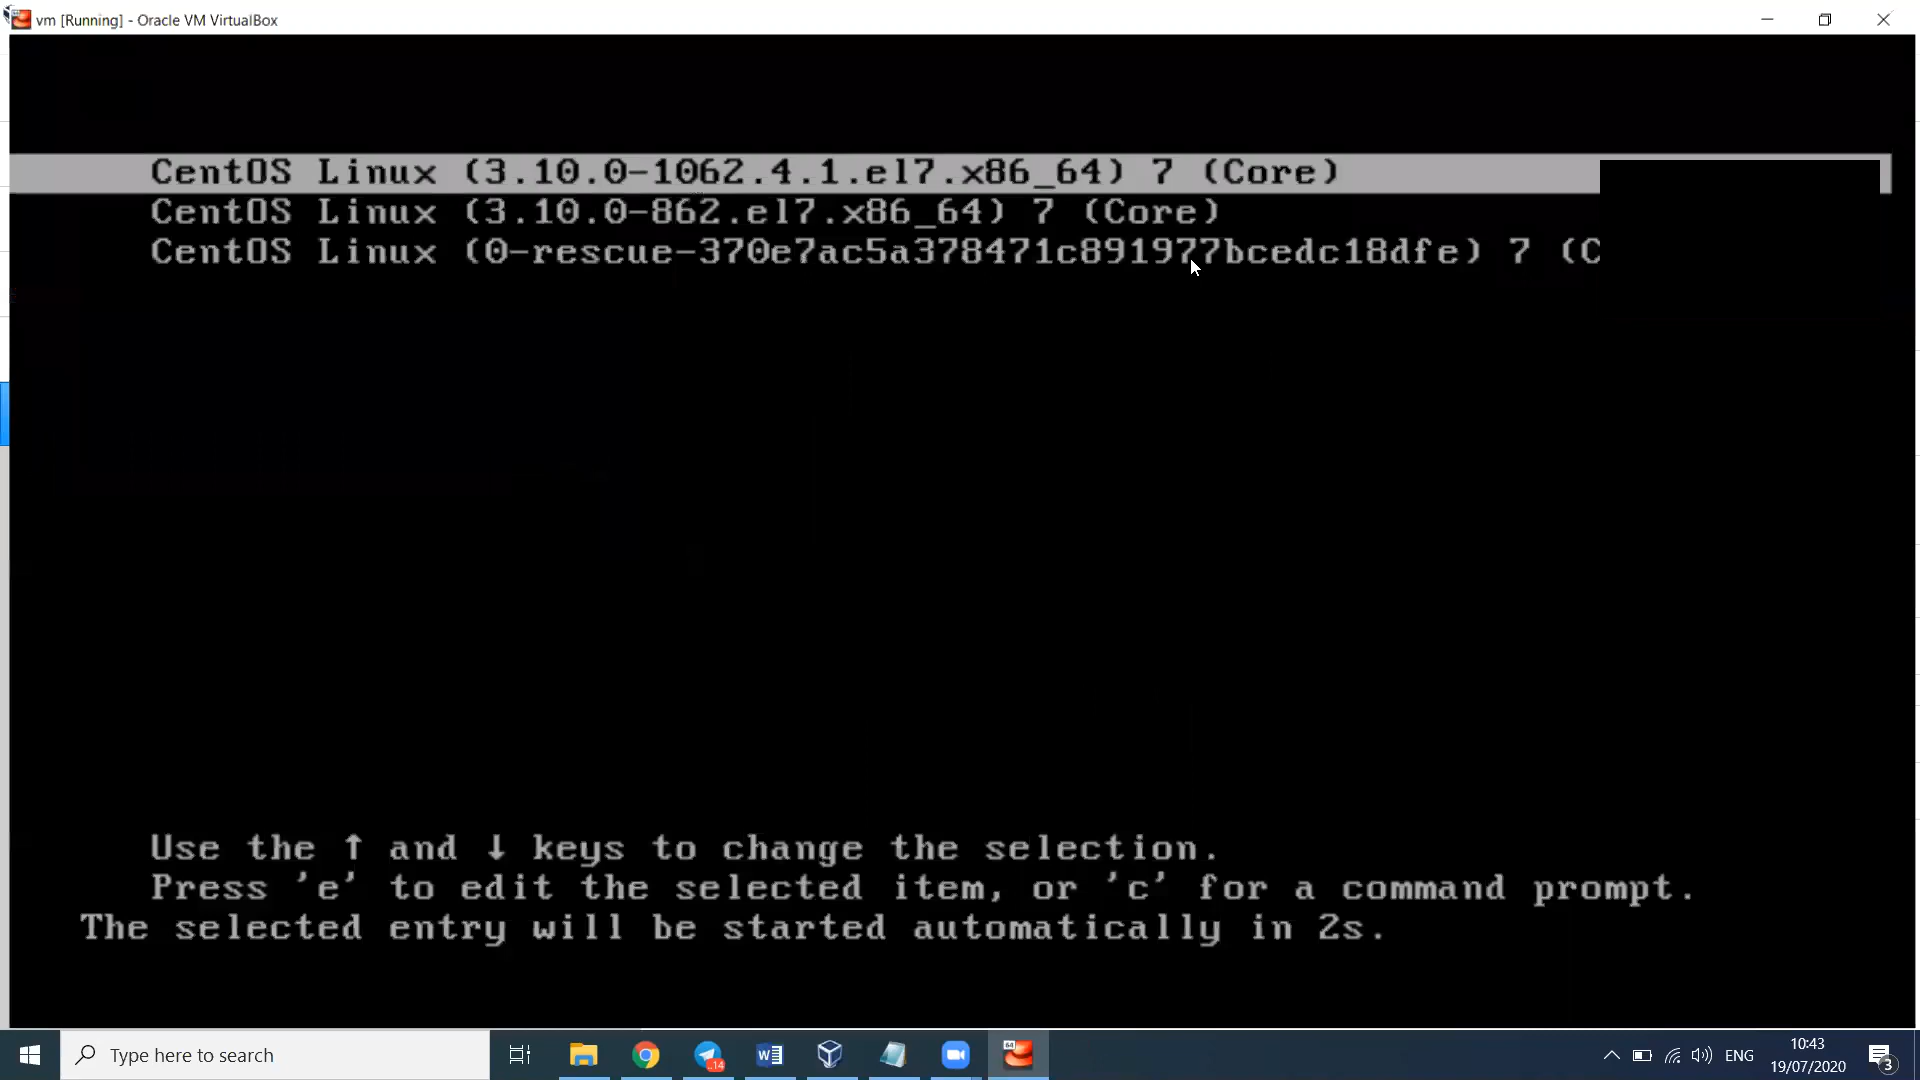 vm [Running] - Oracle VM VirtualBox
CentOS Linux (3.10.0-1062.4.1.el7.x86_64) 7 (Core)
CentOS Linux (3.10.0-862.el7.x86_64) 7 (Core)
CentOS Linux (0-rescue-370e7ac5a378471c891977bcedc18dfe) 7 (C
Use the ↑ and ↓ keys to change the selection.
Press 'e' to edit the selected item, or 'c' for a command prompt.
The selected entry will be started automatically in 2s.
Type here to search
14
64
ENG
10:43
19/07/2020
3